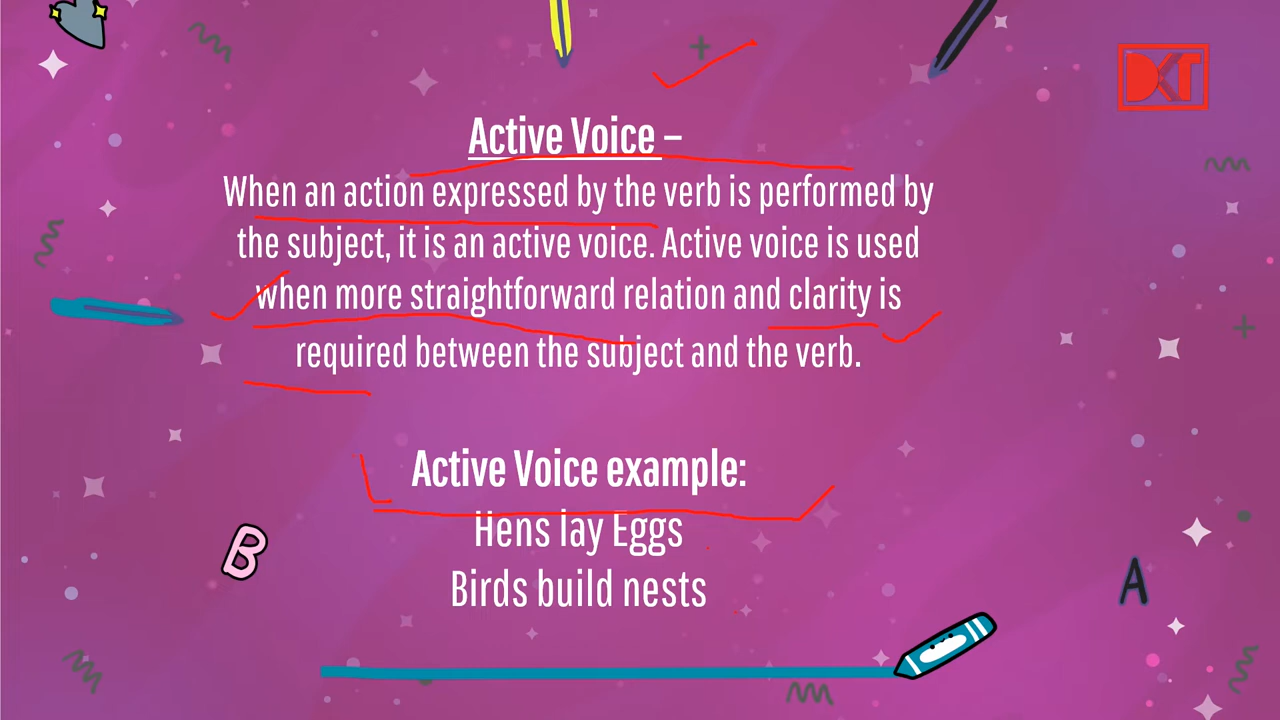 DKT
Active Voice –
When an action expressed by the verb is performed by
the subject, it is an active voice. Active voice is used
when more straightforward relation and clarity is
required between the subject and the verb.
Active Voice example:
Hens lay Eggs
Birds build nests
B
A